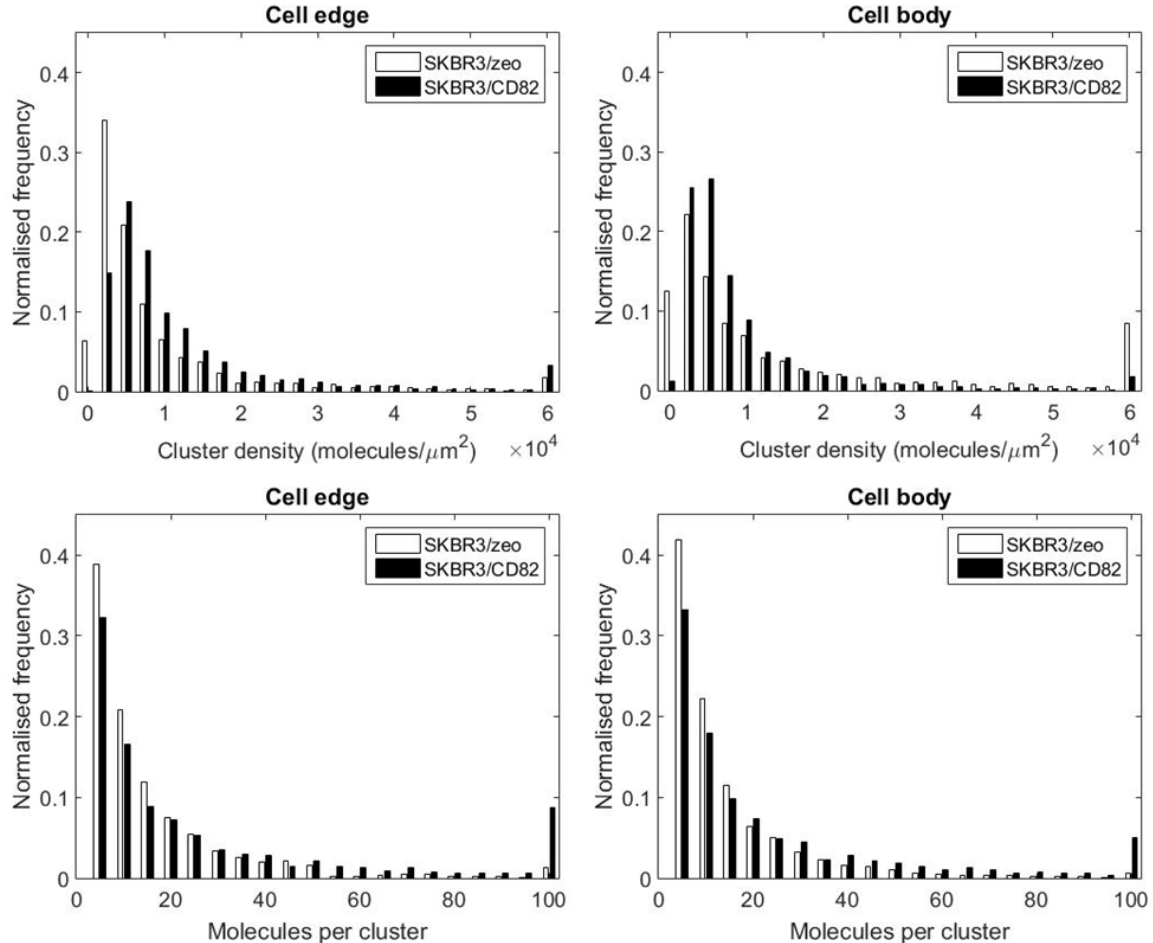 Cell edge
Normalised frequency
0.4
0.3
0.2
0.1
0
SKBR3/zeo
SKBR3/CD82
0 1 2 3 4 5 6
Cluster density (molecules/μm²) ×10⁴
Cell body
Normalised frequency
0.4
0.3
0.2
0.1
0
SKBR3/zeo
SKBR3/CD82
0 1 2 3 4 5 6
Cluster density (molecules/μm²) ×10⁴
Cell edge
Normalised frequency
0.4
0.3
0.2
0.1
0
SKBR3/zeo
SKBR3/CD82
0 20 40 60 80 100
Molecules per cluster
Cell body
Normalised frequency
0.4
0.3
0.2
0.1
0
SKBR3/zeo
SKBR3/CD82
0 20 40 60 80 100
Molecules per cluster